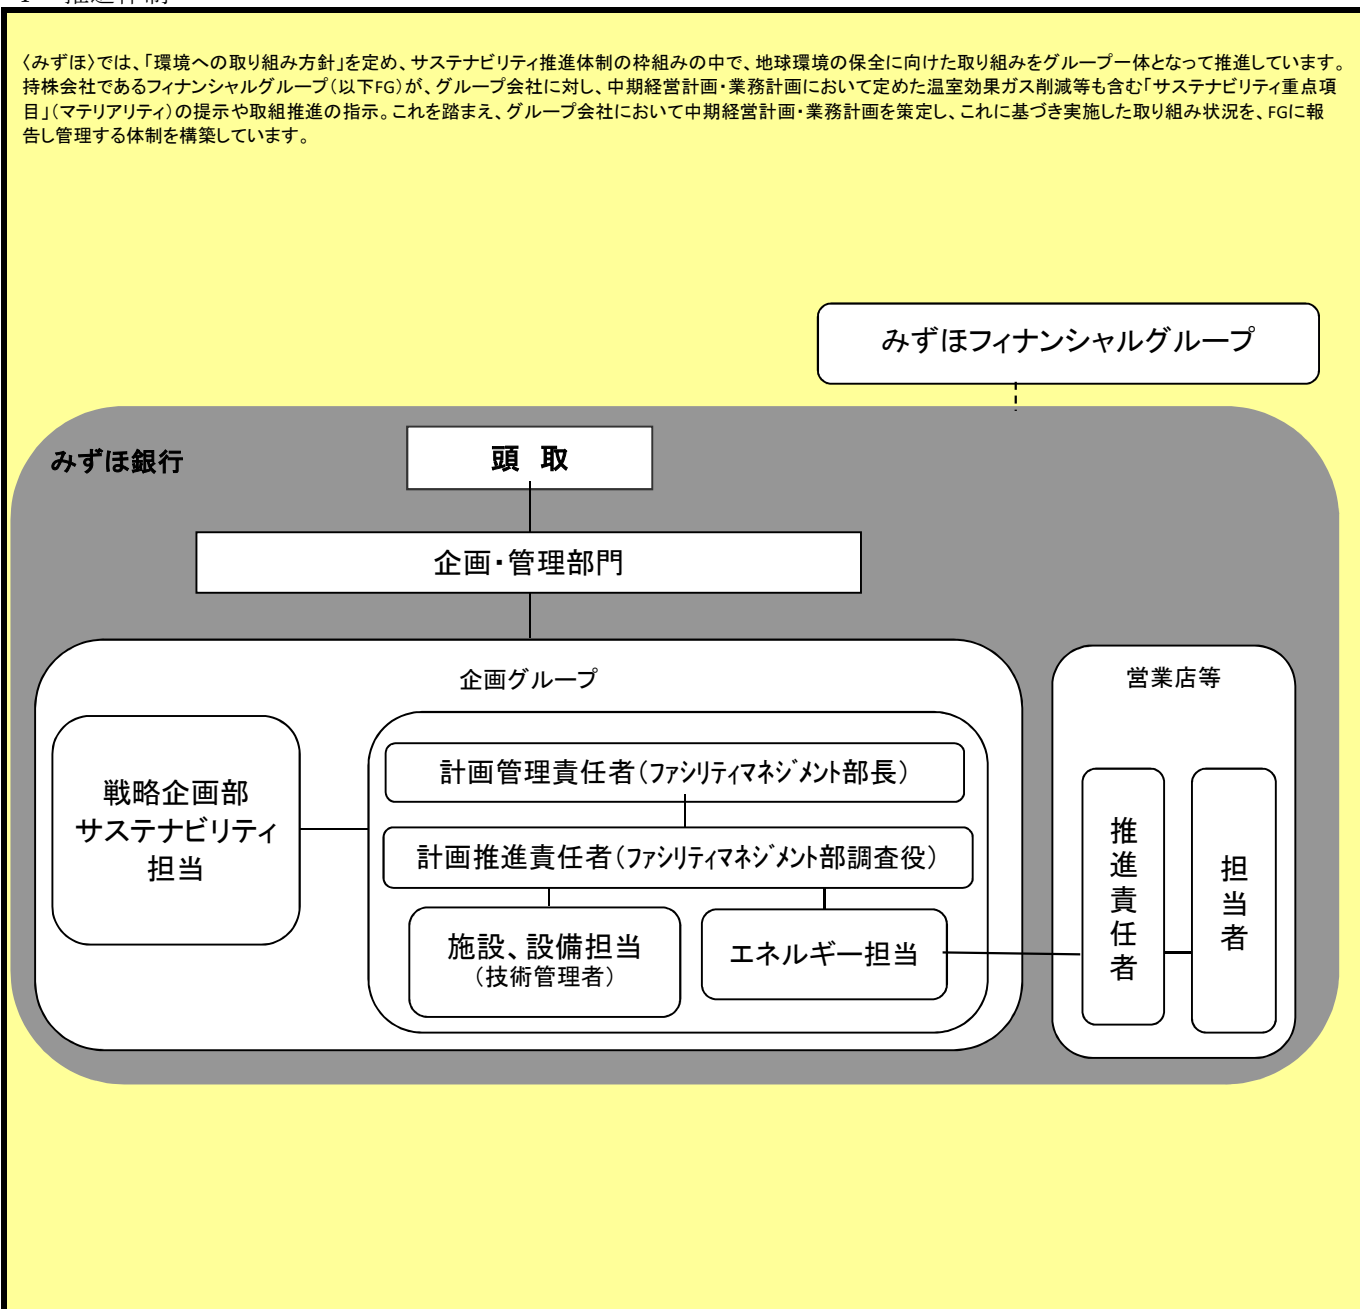 推進体制
〈みずほ〉では、「環境への取り組み方針」を定め、サステナビリティ推進体制の枠組みの中で、地球環境の保全に向けた取り組みをグループ一体となって推進しています。
持株会社であるフィナンシャルグループ（以下FG）が、グループ会社に対し、中期経営計画・業務計画において定めた温室効果ガス削減等も含む「サステナビリティ重点項
目」（マテリアリティ）の提示や取組推進の指示。これを踏まえ、グループ会社において中期経営計画・業務計画を策定し、これに基づき実施した取り組み状況を、FGに報
告し管理する体制を構築しています。
みずほフィナンシャルグループ
みずほ銀行
頭 取
企画・管理部門
企画グループ
営業店等
戦略企画部
サステナビリティ
担当
計画管理責任者（ﾌｧｼﾘﾃｨﾏﾈｼﾞﾒﾝﾄ部長）
計画推進責任者（ﾌｧｼﾘﾃｨﾏﾈｼﾞﾒﾝﾄ部調査役）
施設、設備担当
（技術管理者）
エネルギー担当
推進責任者
担当者